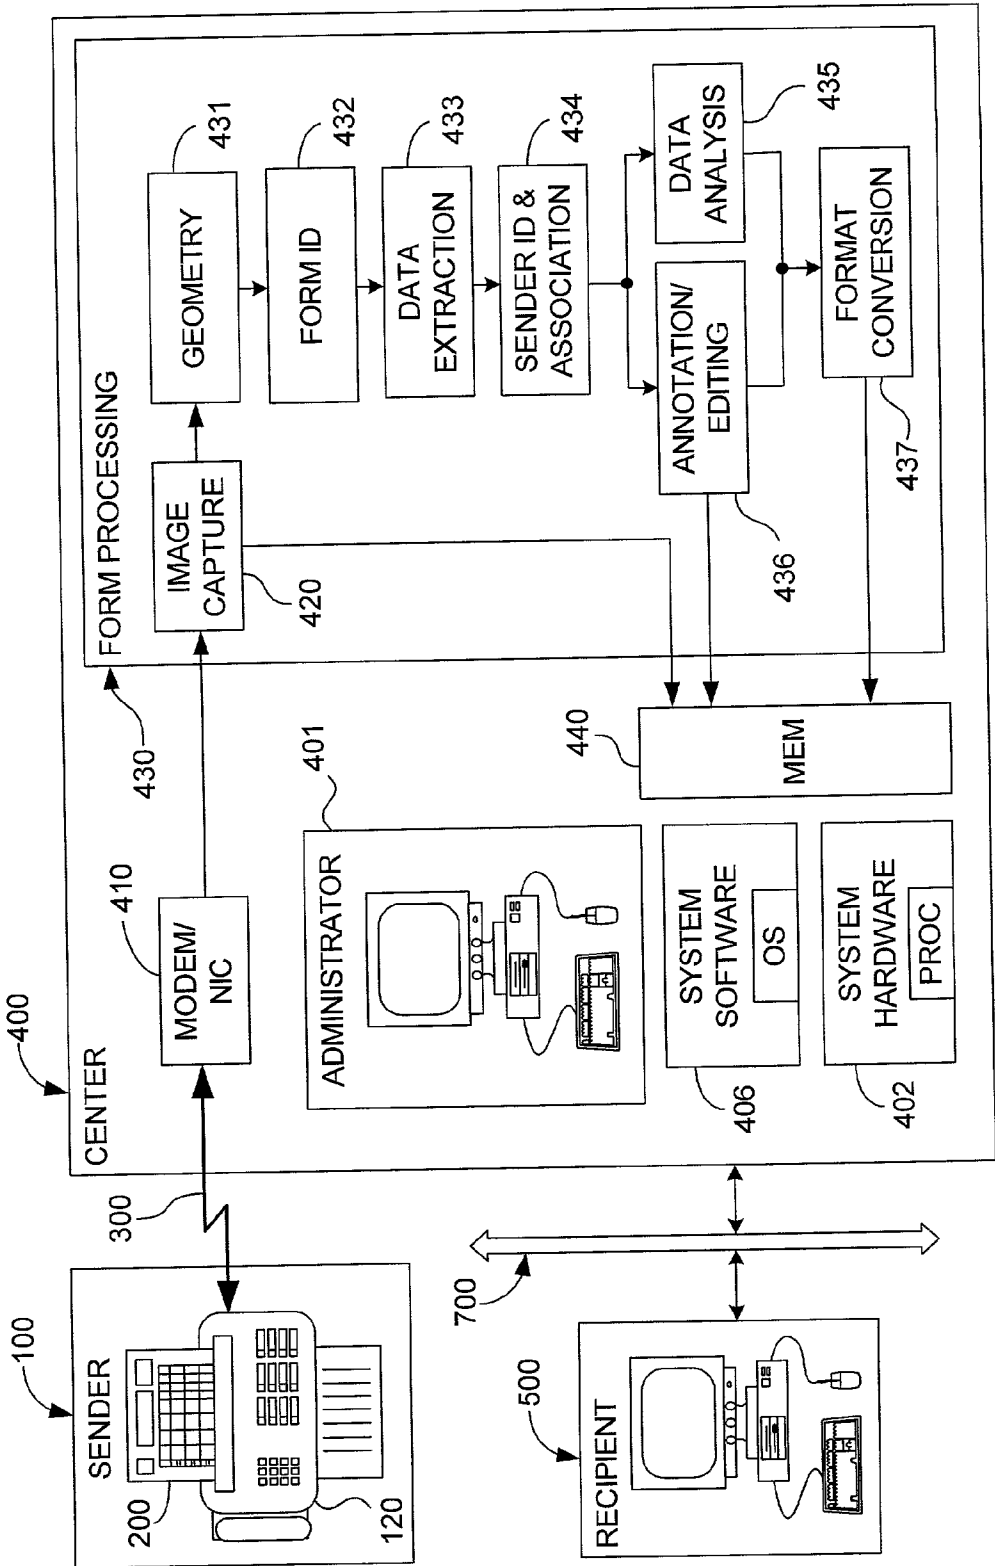 100
SENDER
200
120
300
400
CENTER
410
MODEM/
NIC
430
FORM PROCESSING
IMAGE
CAPTURE
420
GEOMETRY
431
FORM ID
432
DATA
EXTRACTION
433
SENDER ID &
ASSOCIATION
434
DATA
ANALYSIS
435
ANNOTATION/
EDITING
436
FORMAT
CONVERSION
437
401
ADMINISTRATOR
440
MEM
SYSTEM
SOFTWARE
OS
406
SYSTEM
HARDWARE
PROC
402
700
500
RECIPIENT